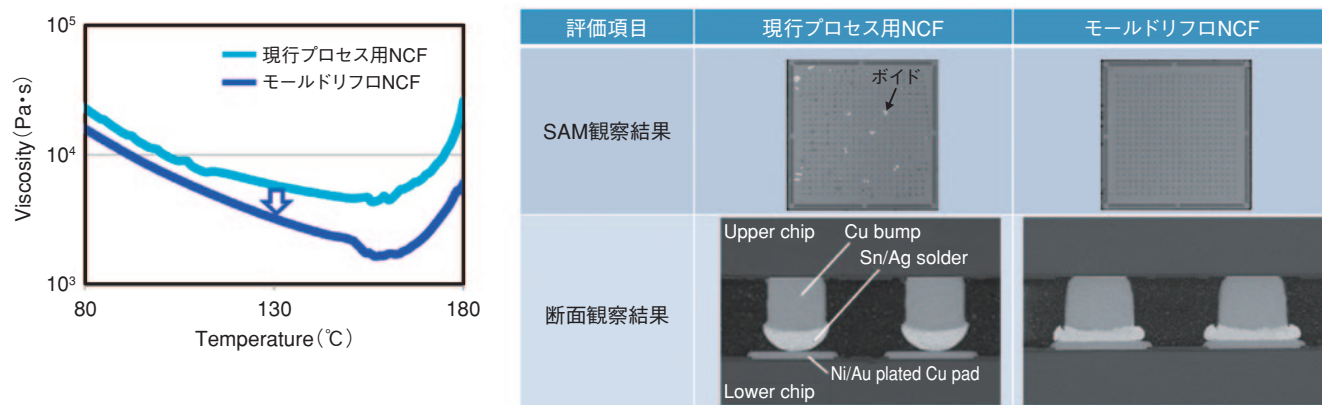 10⁵
10⁴
10³
Viscosity(Pa・s)
現行プロセス用NCF
モールドリフロNCF
80
130
180
Temperature(℃)
評価項目
現行プロセス用NCF
モールドリフロNCF
SAM観察結果
ボイド
断面観察結果
Upper chip
Cu bump
Sn/Ag solder
Ni/Au plated Cu pad
Lower chip